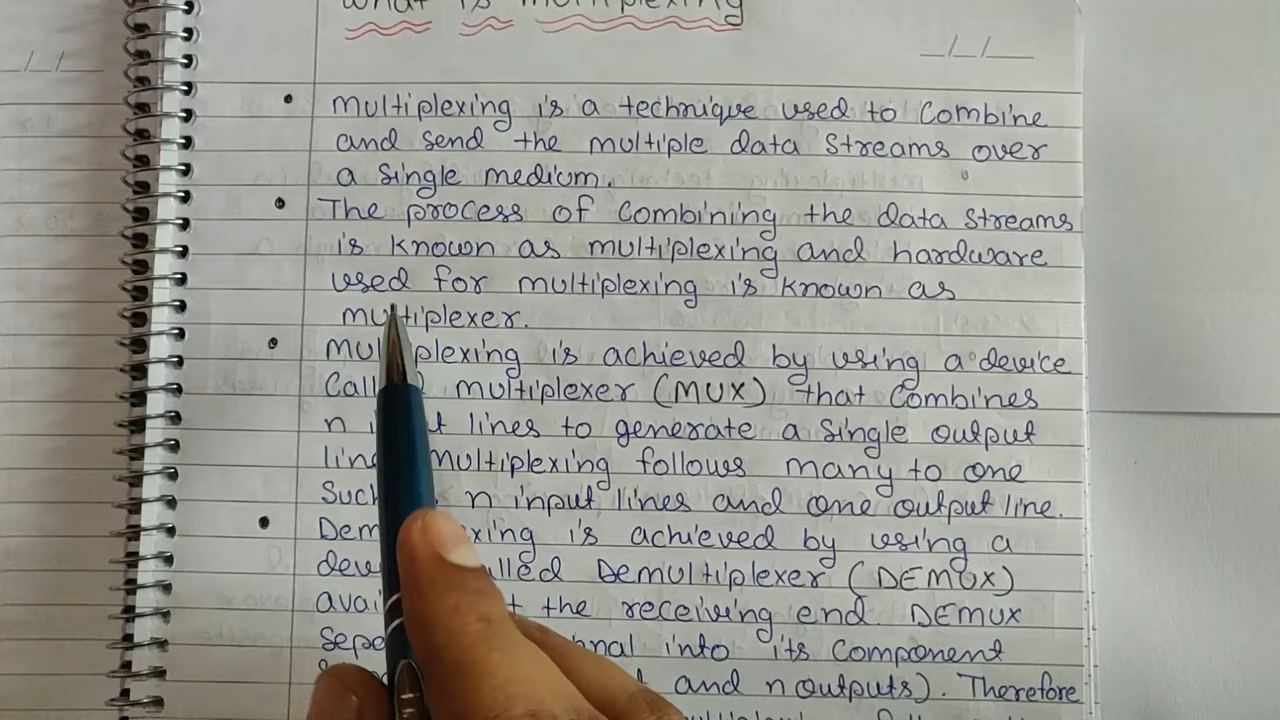 What is multiplexing
multiplexing is a technique used to Combine
and send the multiple data Streams over
a Single medium.
The process of Combining the data Streams
is known as multiplexing and hardware
used for multiplexing is known as
multiplexer.
plexing is achieved by using a device
multiplexer (MUX) that Combines
n lines to generate a Single output
multiplexing follows many to one
n input lines and one output line.
is achieved by using a
Demultiplexer (DEMUX)
the receiving end. DEMUX
into its Component
and n outputs). Therefore